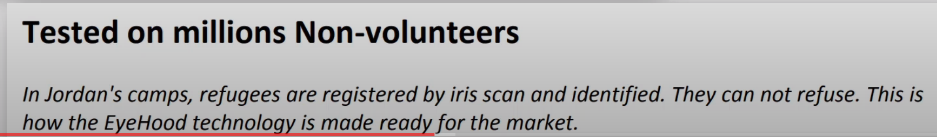 Tested on millions Non-volunteers
In Jordan's camps, refugees are registered by iris scan and identified. They can not refuse. This is
how the EyeHood technology is made ready for the market.